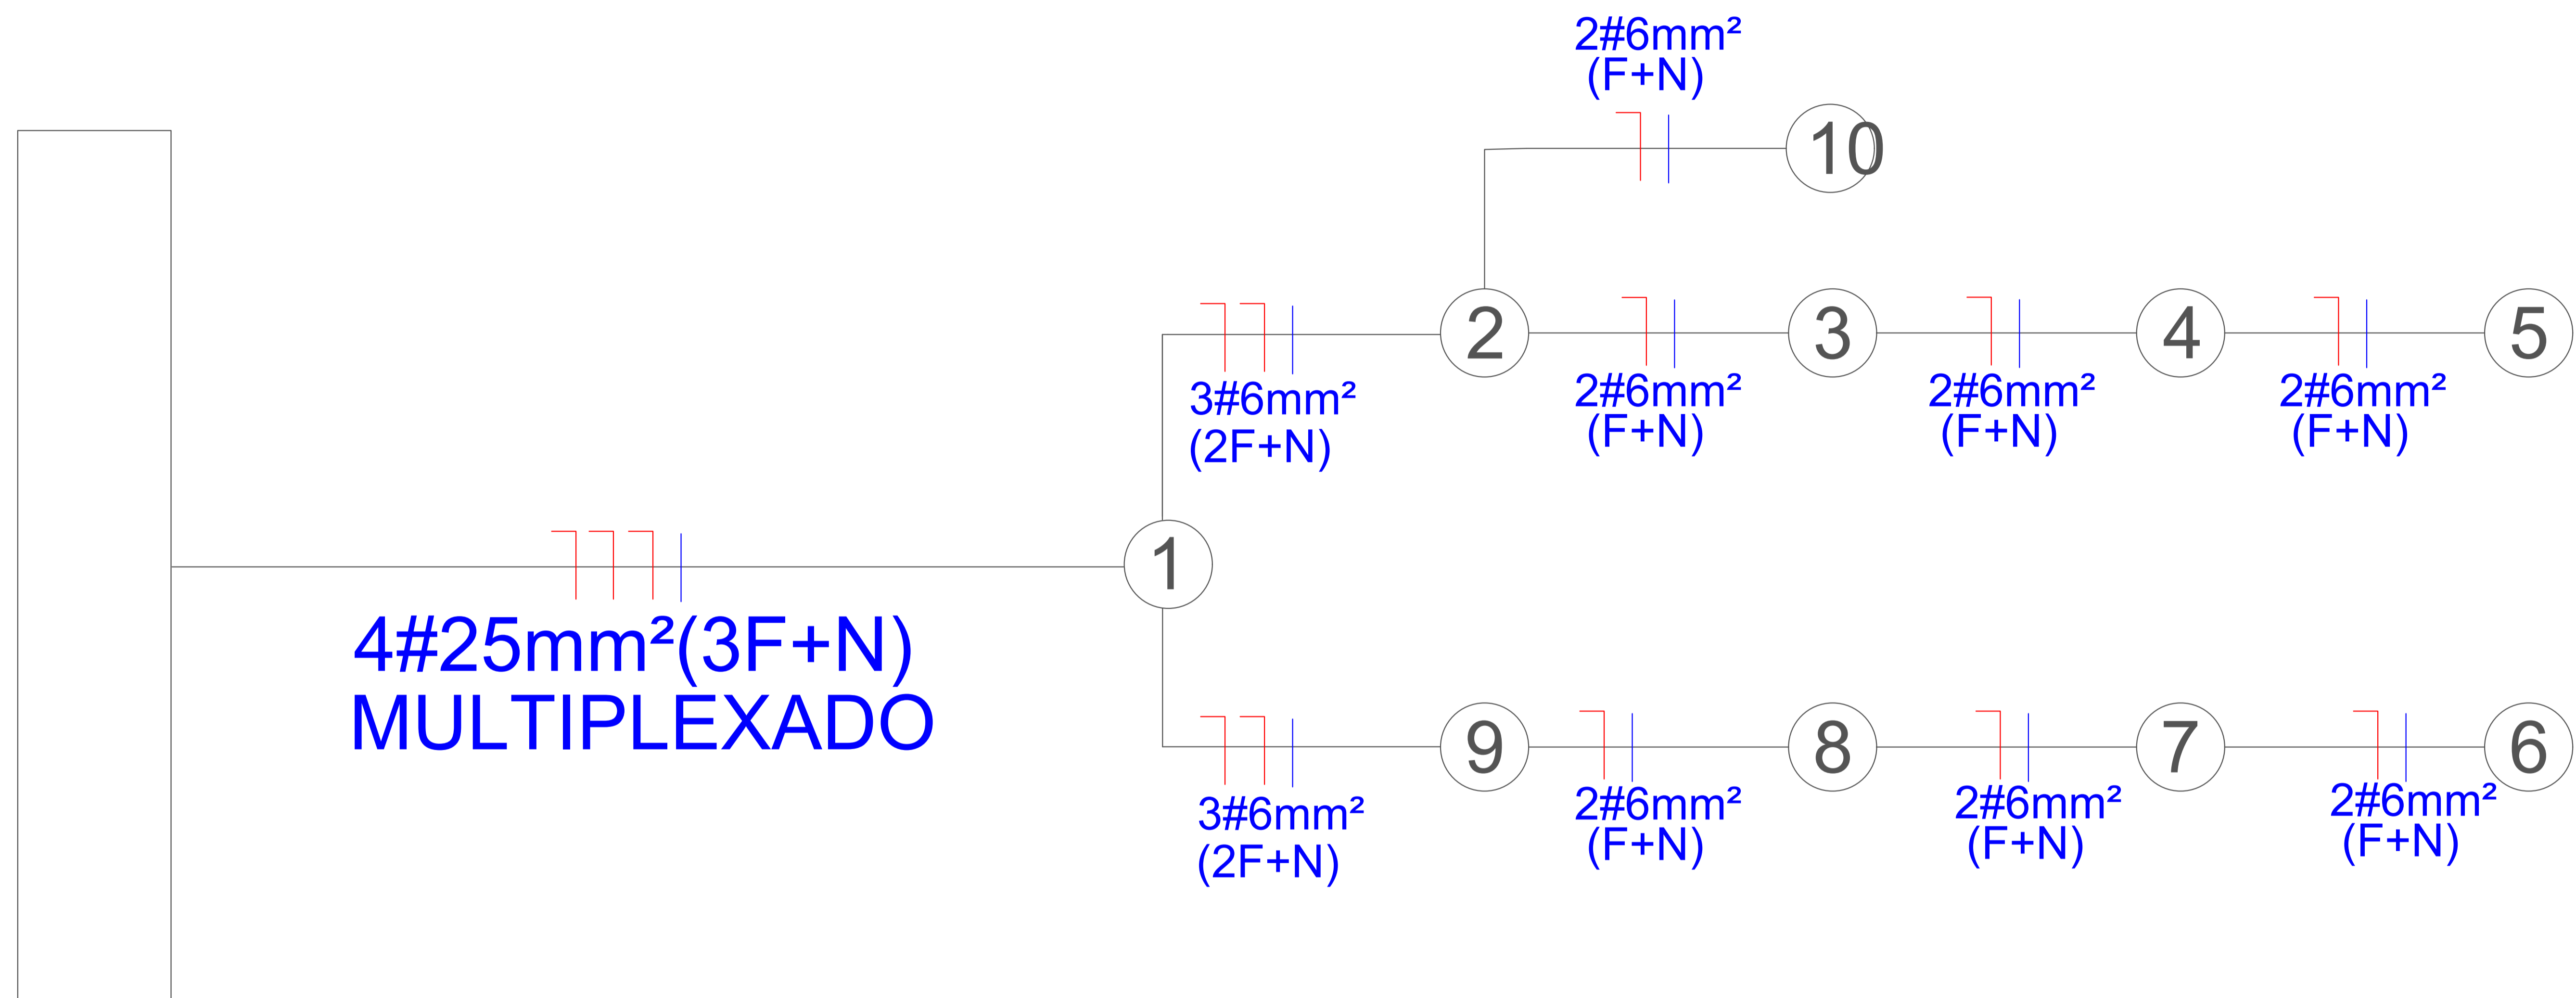 2#6mm²
(F+N)
10
2
3
4
5
3#6mm²
(2F+N)
2#6mm²
(F+N)
2#6mm²
(F+N)
2#6mm²
(F+N)
1
4#25mm²(3F+N)
MULTIPLEXADO
9
8
7
6
3#6mm²
(2F+N)
2#6mm²
(F+N)
2#6mm²
(F+N)
2#6mm²
(F+N)